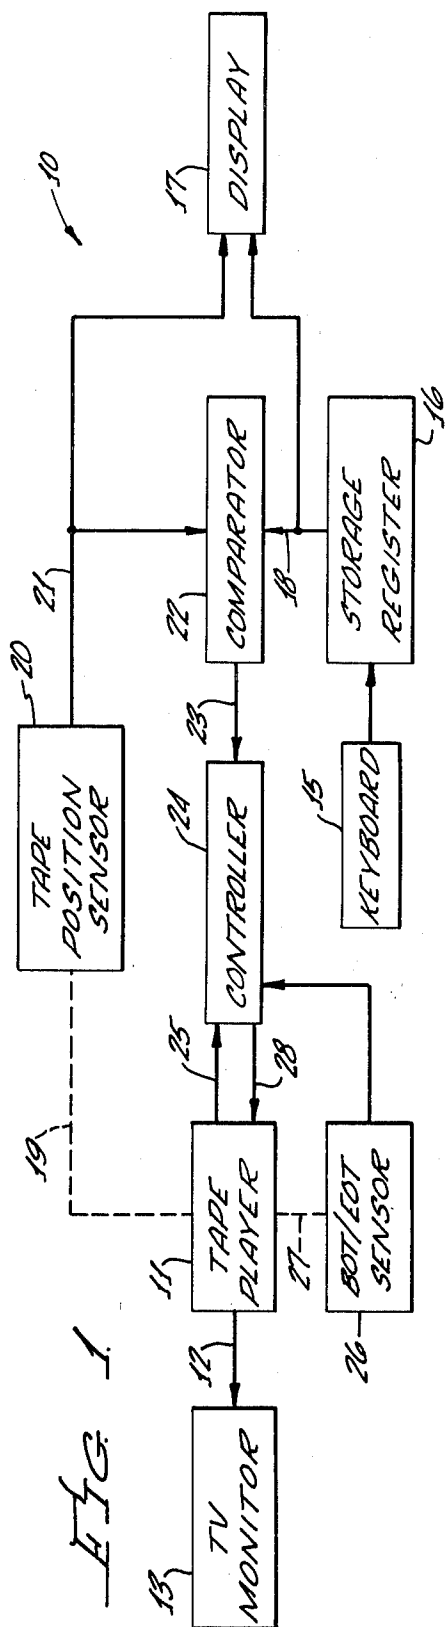 FIG. 1.
10
TV
MONITOR
13
12
TAPE
PLAYER
11
19
25
28
27
BOT/EOT
SENSOR
26
TAPE
POSITION
SENSOR
20
21
CONTROLLER
24
23
COMPARATOR
22
18
KEYBOARD
15
STORAGE
REGISTER
16
DISPLAY
17